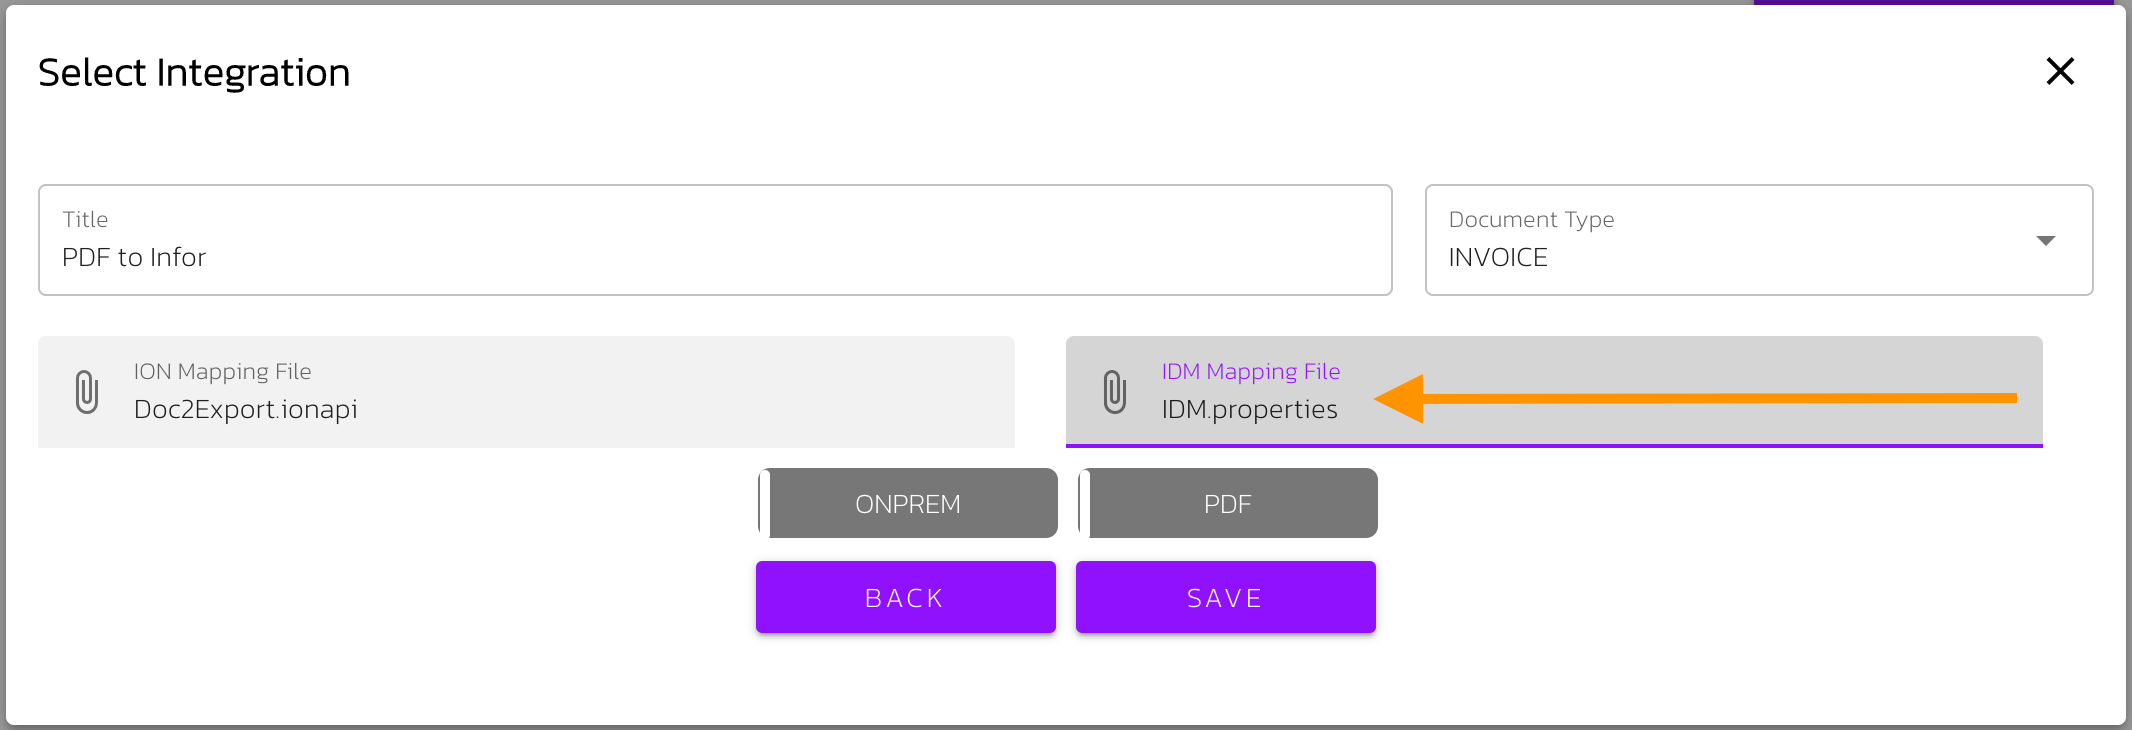 Select Integration
Title
PDF to Infor
Document Type
INVOICE
ION Mapping File
Doc2Export.ionapi
IDM Mapping File
IDM.properties
ONPREM
PDF
BACK
SAVE